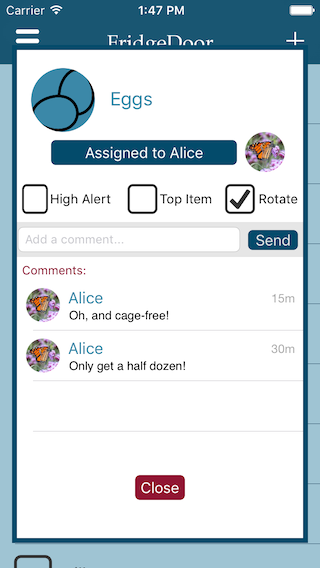 Carrier 1:47 PM
FridgeDoor
Eggs
Assigned to Alice
High Alert Top Item Rotate
Add a comment... Send
Comments:
Alice 15m
Oh, and cage-free!
Alice 30m
Only get a half dozen!
Close